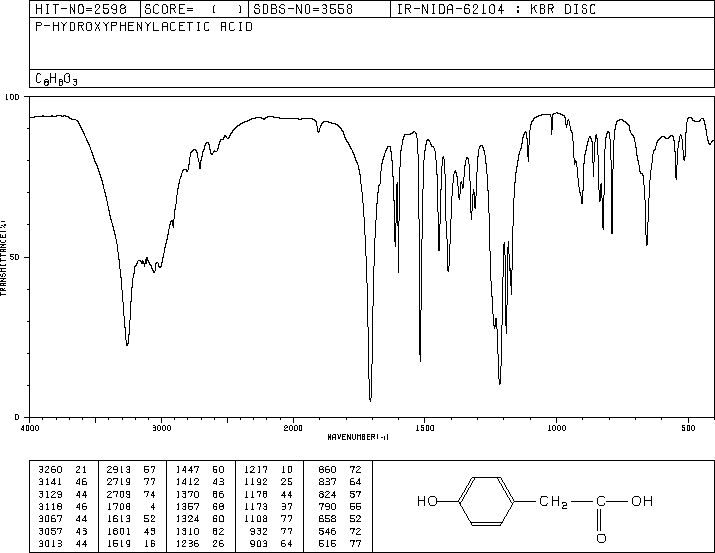 HIT-NO=2598 SCORE= ( ) SDBS-NO=3558 IR-NIDA-62104 : KBR DISC
P-HYDROXYPHENYLACETIC ACID
C8H8O3
100
50
0
TRANSMITTANCE(%)
4000 3000 2000 1500 1000 500
WAVENUMBER(-1)
3260 21 2913 57 1447 50 1217 10 860 72
3141 46 2719 77 1412 43 1192 25 837 64
3129 44 2709 74 1370 66 1178 44 824 57
3118 46 1708 4 1357 68 1173 37 790 55
3067 44 1613 52 1324 60 1108 77 658 52
3057 43 1601 43 1310 62 932 77 546 72
3013 44 1519 16 1236 26 903 64 515 77
HO CH2 C OH
O